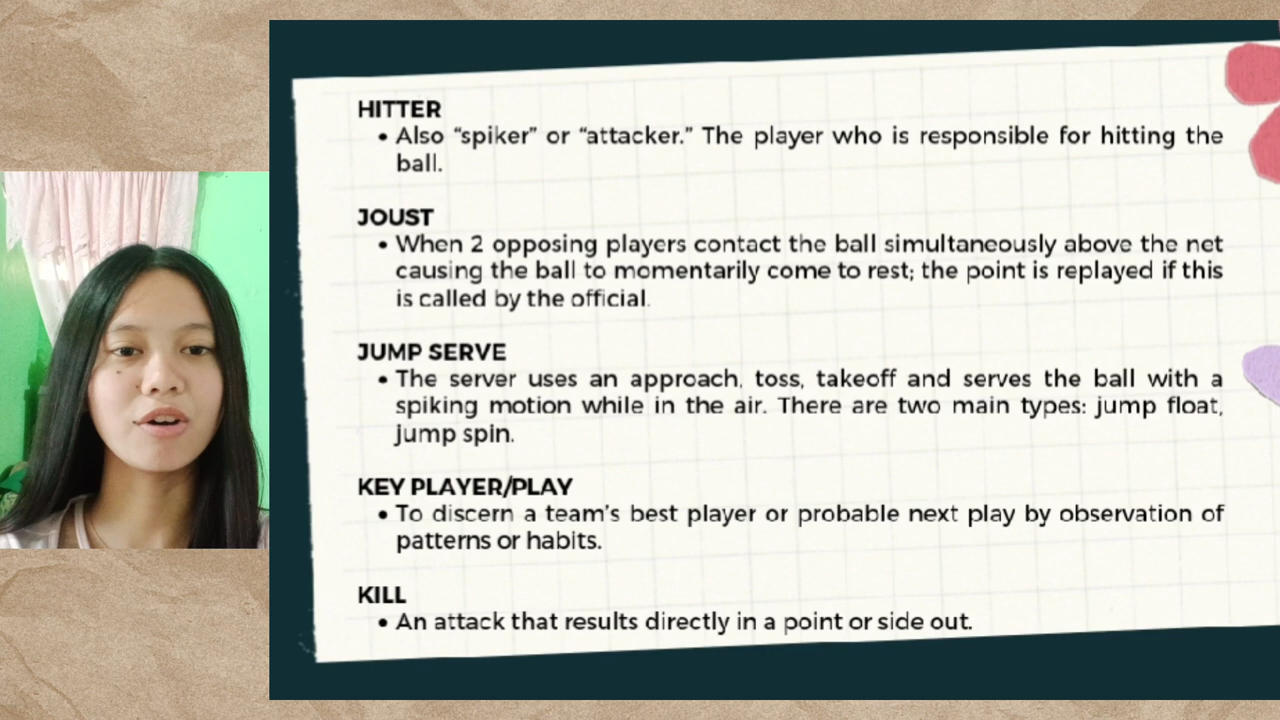 HITTER
• Also “spiker” or “attacker.” The player who is responsible for hitting the
ball.
JOUST
• When 2 opposing players contact the ball simultaneously above the net
causing the ball to momentarily come to rest; the point is replayed if this
is called by the official.
JUMP SERVE
• The server uses an approach, toss, takeoff and serves the ball with a
spiking motion while in the air. There are two main types: jump float,
jump spin.
KEY PLAYER/PLAY
• To discern a team’s best player or probable next play by observation of
patterns or habits.
KILL
• An attack that results directly in a point or side out.